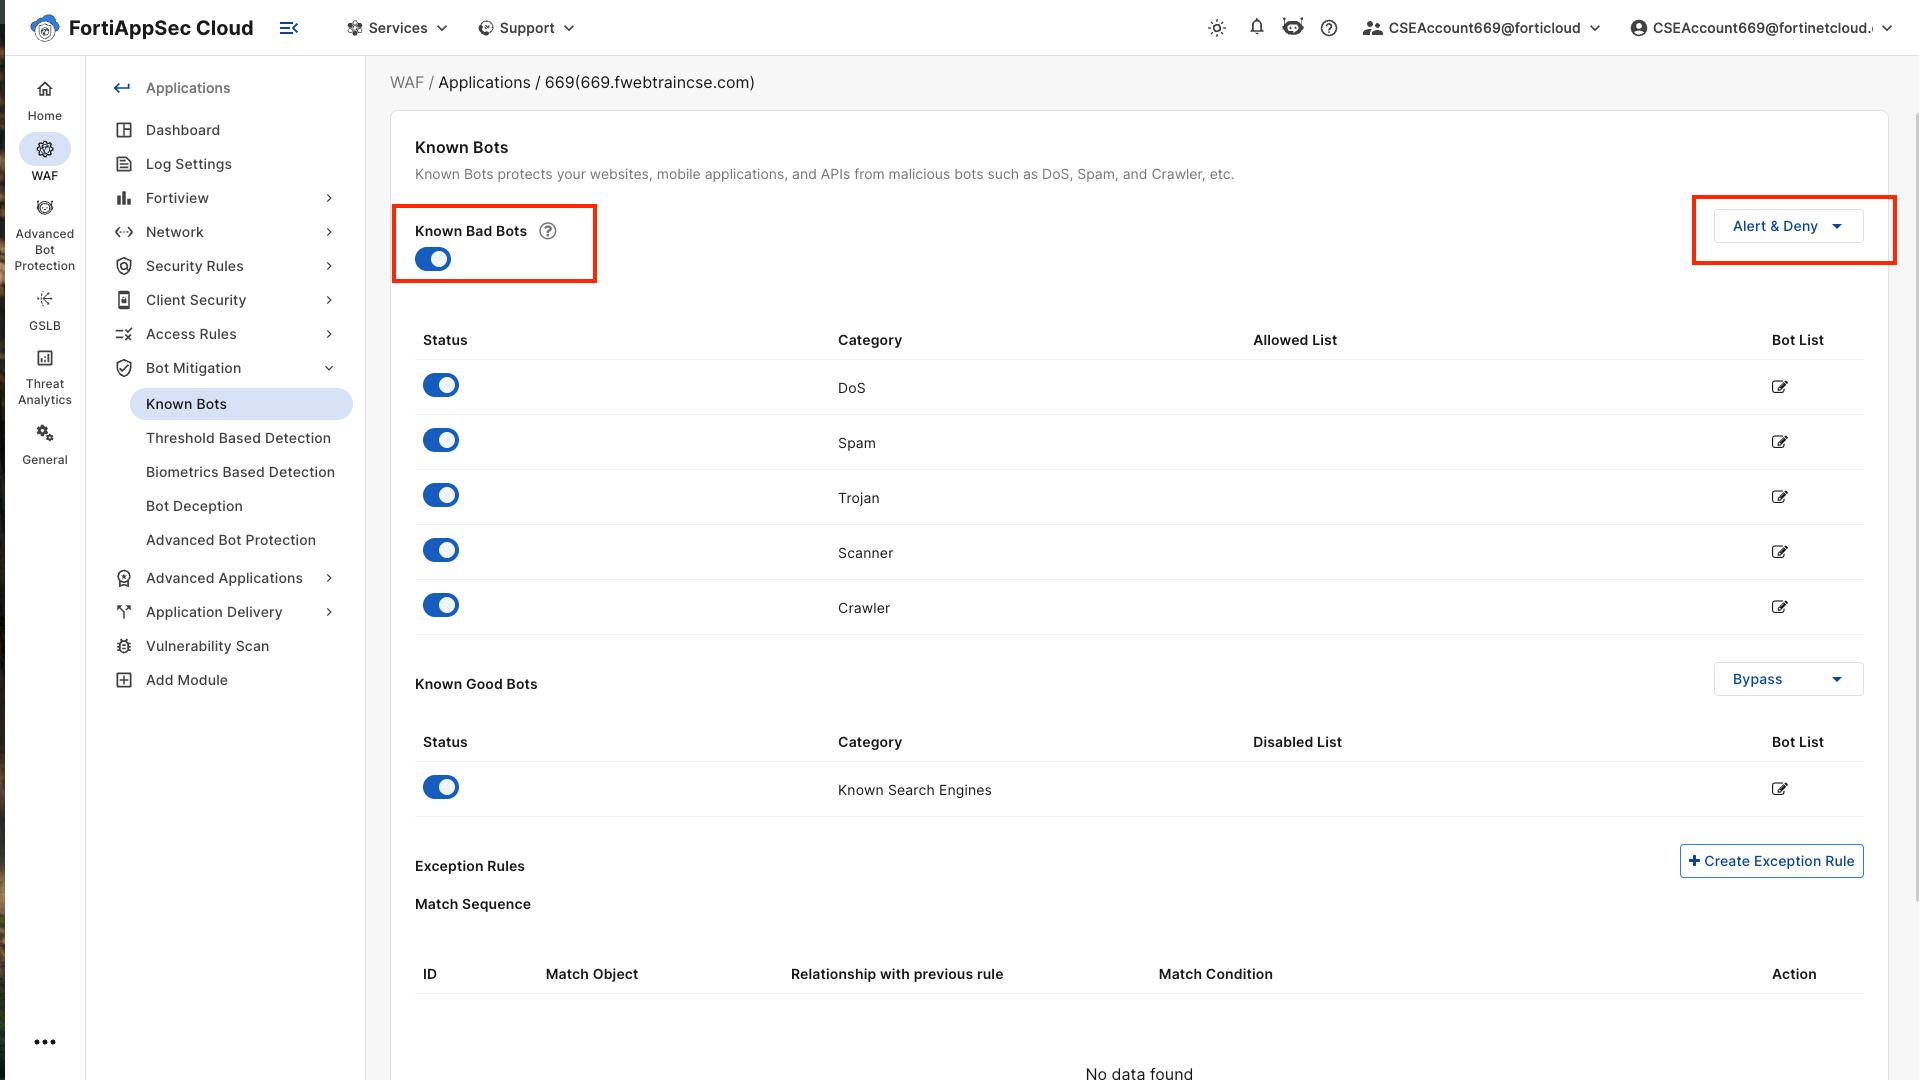 FortiAppSec Cloud
Services
Support
CSEAccount669@forticloud
CSEAccount669@fortinetcloud.
Home
WAF
Advanced
Bot
Protection
GSLB
Threat
Analytics
General
Applications
Dashboard
Log Settings
Fortiview
Network
Security Rules
Client Security
Access Rules
Bot Mitigation
Known Bots
Threshold Based Detection
Biometrics Based Detection
Bot Deception
Advanced Bot Protection
Advanced Applications
Application Delivery
Vulnerability Scan
Add Module
WAF / Applications / 669(669.fwebtraincse.com)
Known Bots
Known Bots protects your websites, mobile applications, and APIs from malicious bots such as DoS, Spam, and Crawler, etc.
Known Bad Bots ?
Alert & Deny
Status Category Allowed List Bot List
DoS
Spam
Trojan
Scanner
Crawler
Known Good Bots
Bypass
Status Category Disabled List Bot List
Known Search Engines
Exception Rules
+ Create Exception Rule
Match Sequence
ID Match Object Relationship with previous rule Match Condition Action
No data found